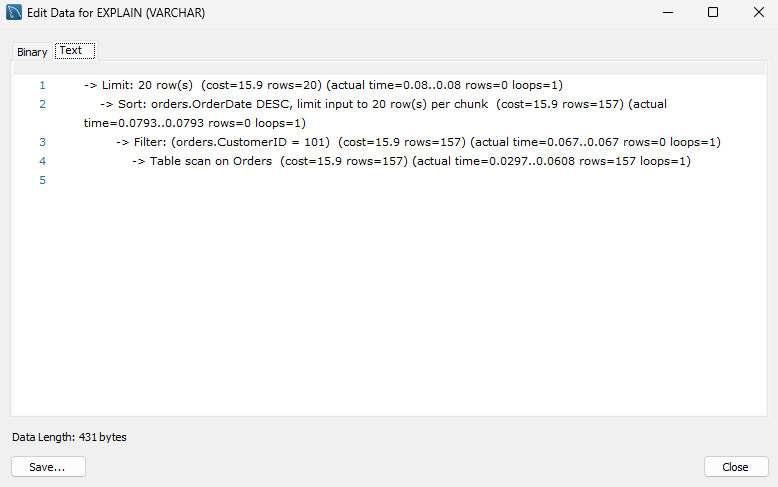 Edit Data for EXPLAIN (VARCHAR)
Binary Text
1 -> Limit: 20 row(s)  (cost=15.9 rows=20) (actual time=0.08..0.08 rows=0 loops=1)
2 -> Sort: orders.OrderDate DESC, limit input to 20 row(s) per chunk  (cost=15.9 rows=157) (actual
time=0.0793..0.0793 rows=0 loops=1)
3 -> Filter: (orders.CustomerID = 101)  (cost=15.9 rows=157) (actual time=0.067..0.067 rows=0 loops=1)
4 -> Table scan on Orders  (cost=15.9 rows=157) (actual time=0.0297..0.0608 rows=157 loops=1)
5
Data Length: 431 bytes
Save... Close